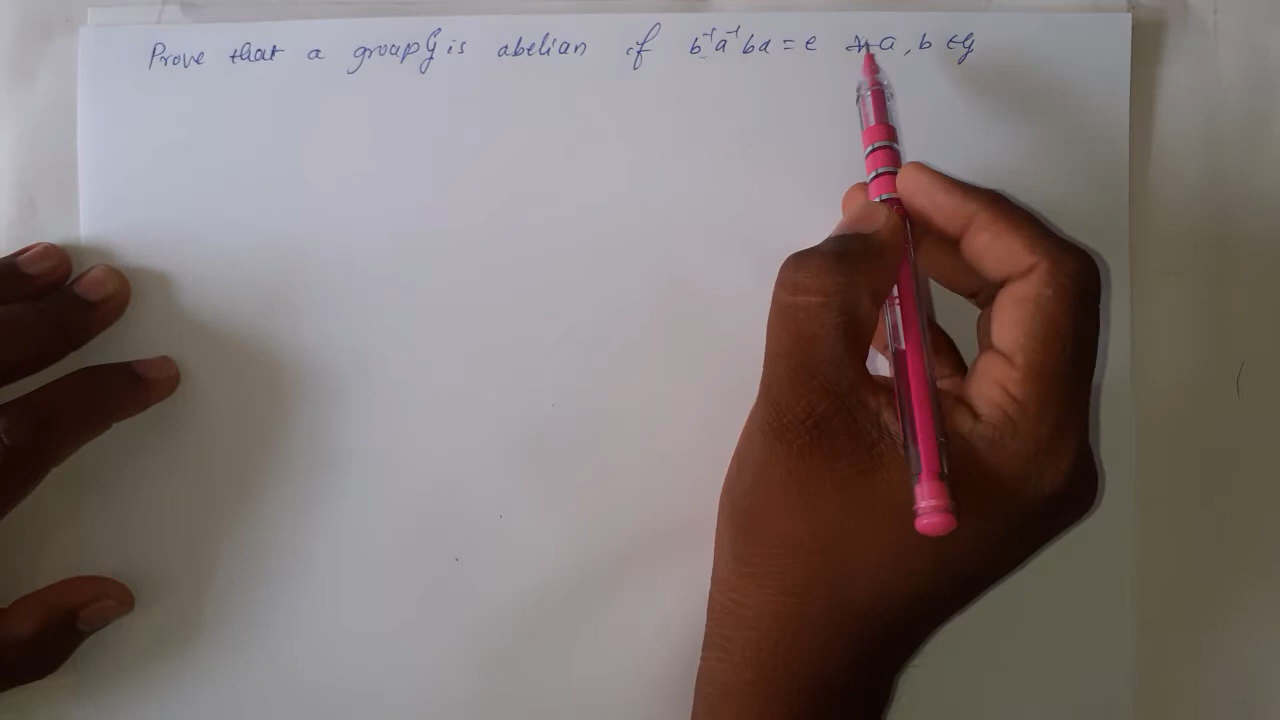 Prove that a group G is abelian if b⁻¹a⁻¹ba = e ∀ a, b ∈ G